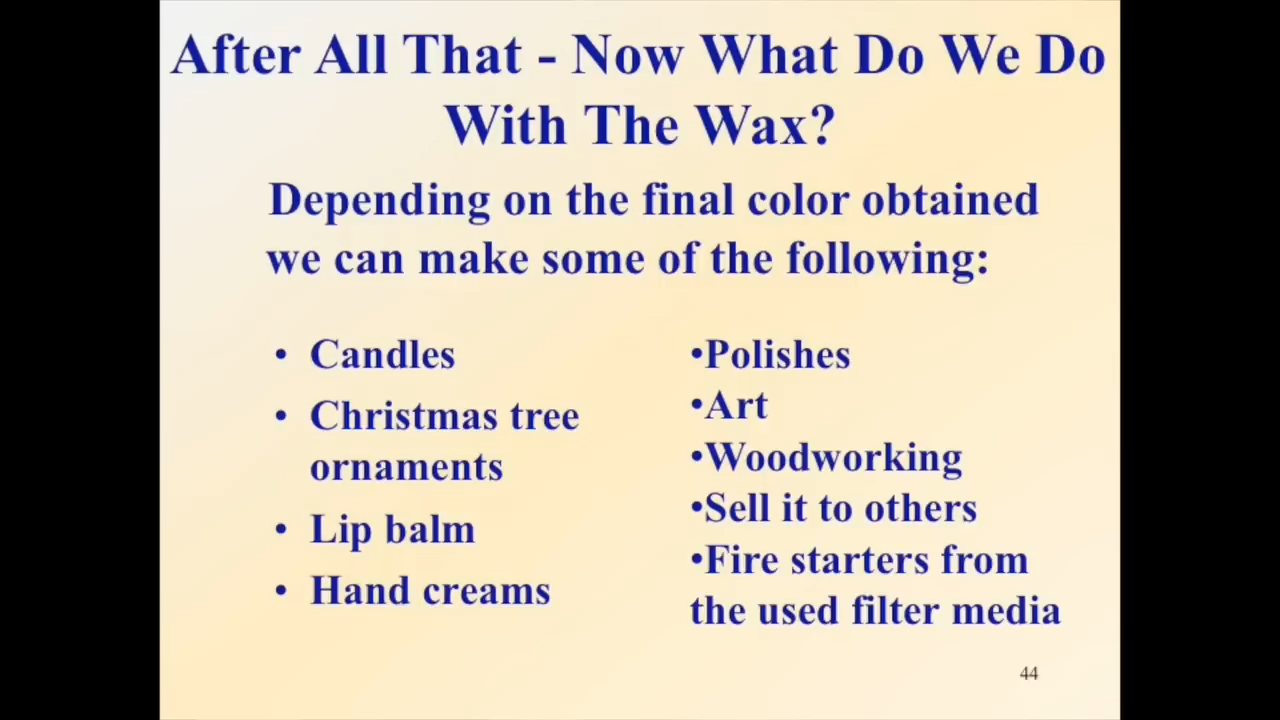 After All That - Now What Do We Do
With The Wax?
Depending on the final color obtained
we can make some of the following:
• Candles
• Christmas tree
ornaments
• Lip balm
• Hand creams
•Polishes
•Art
•Woodworking
•Sell it to others
•Fire starters from
the used filter media
44